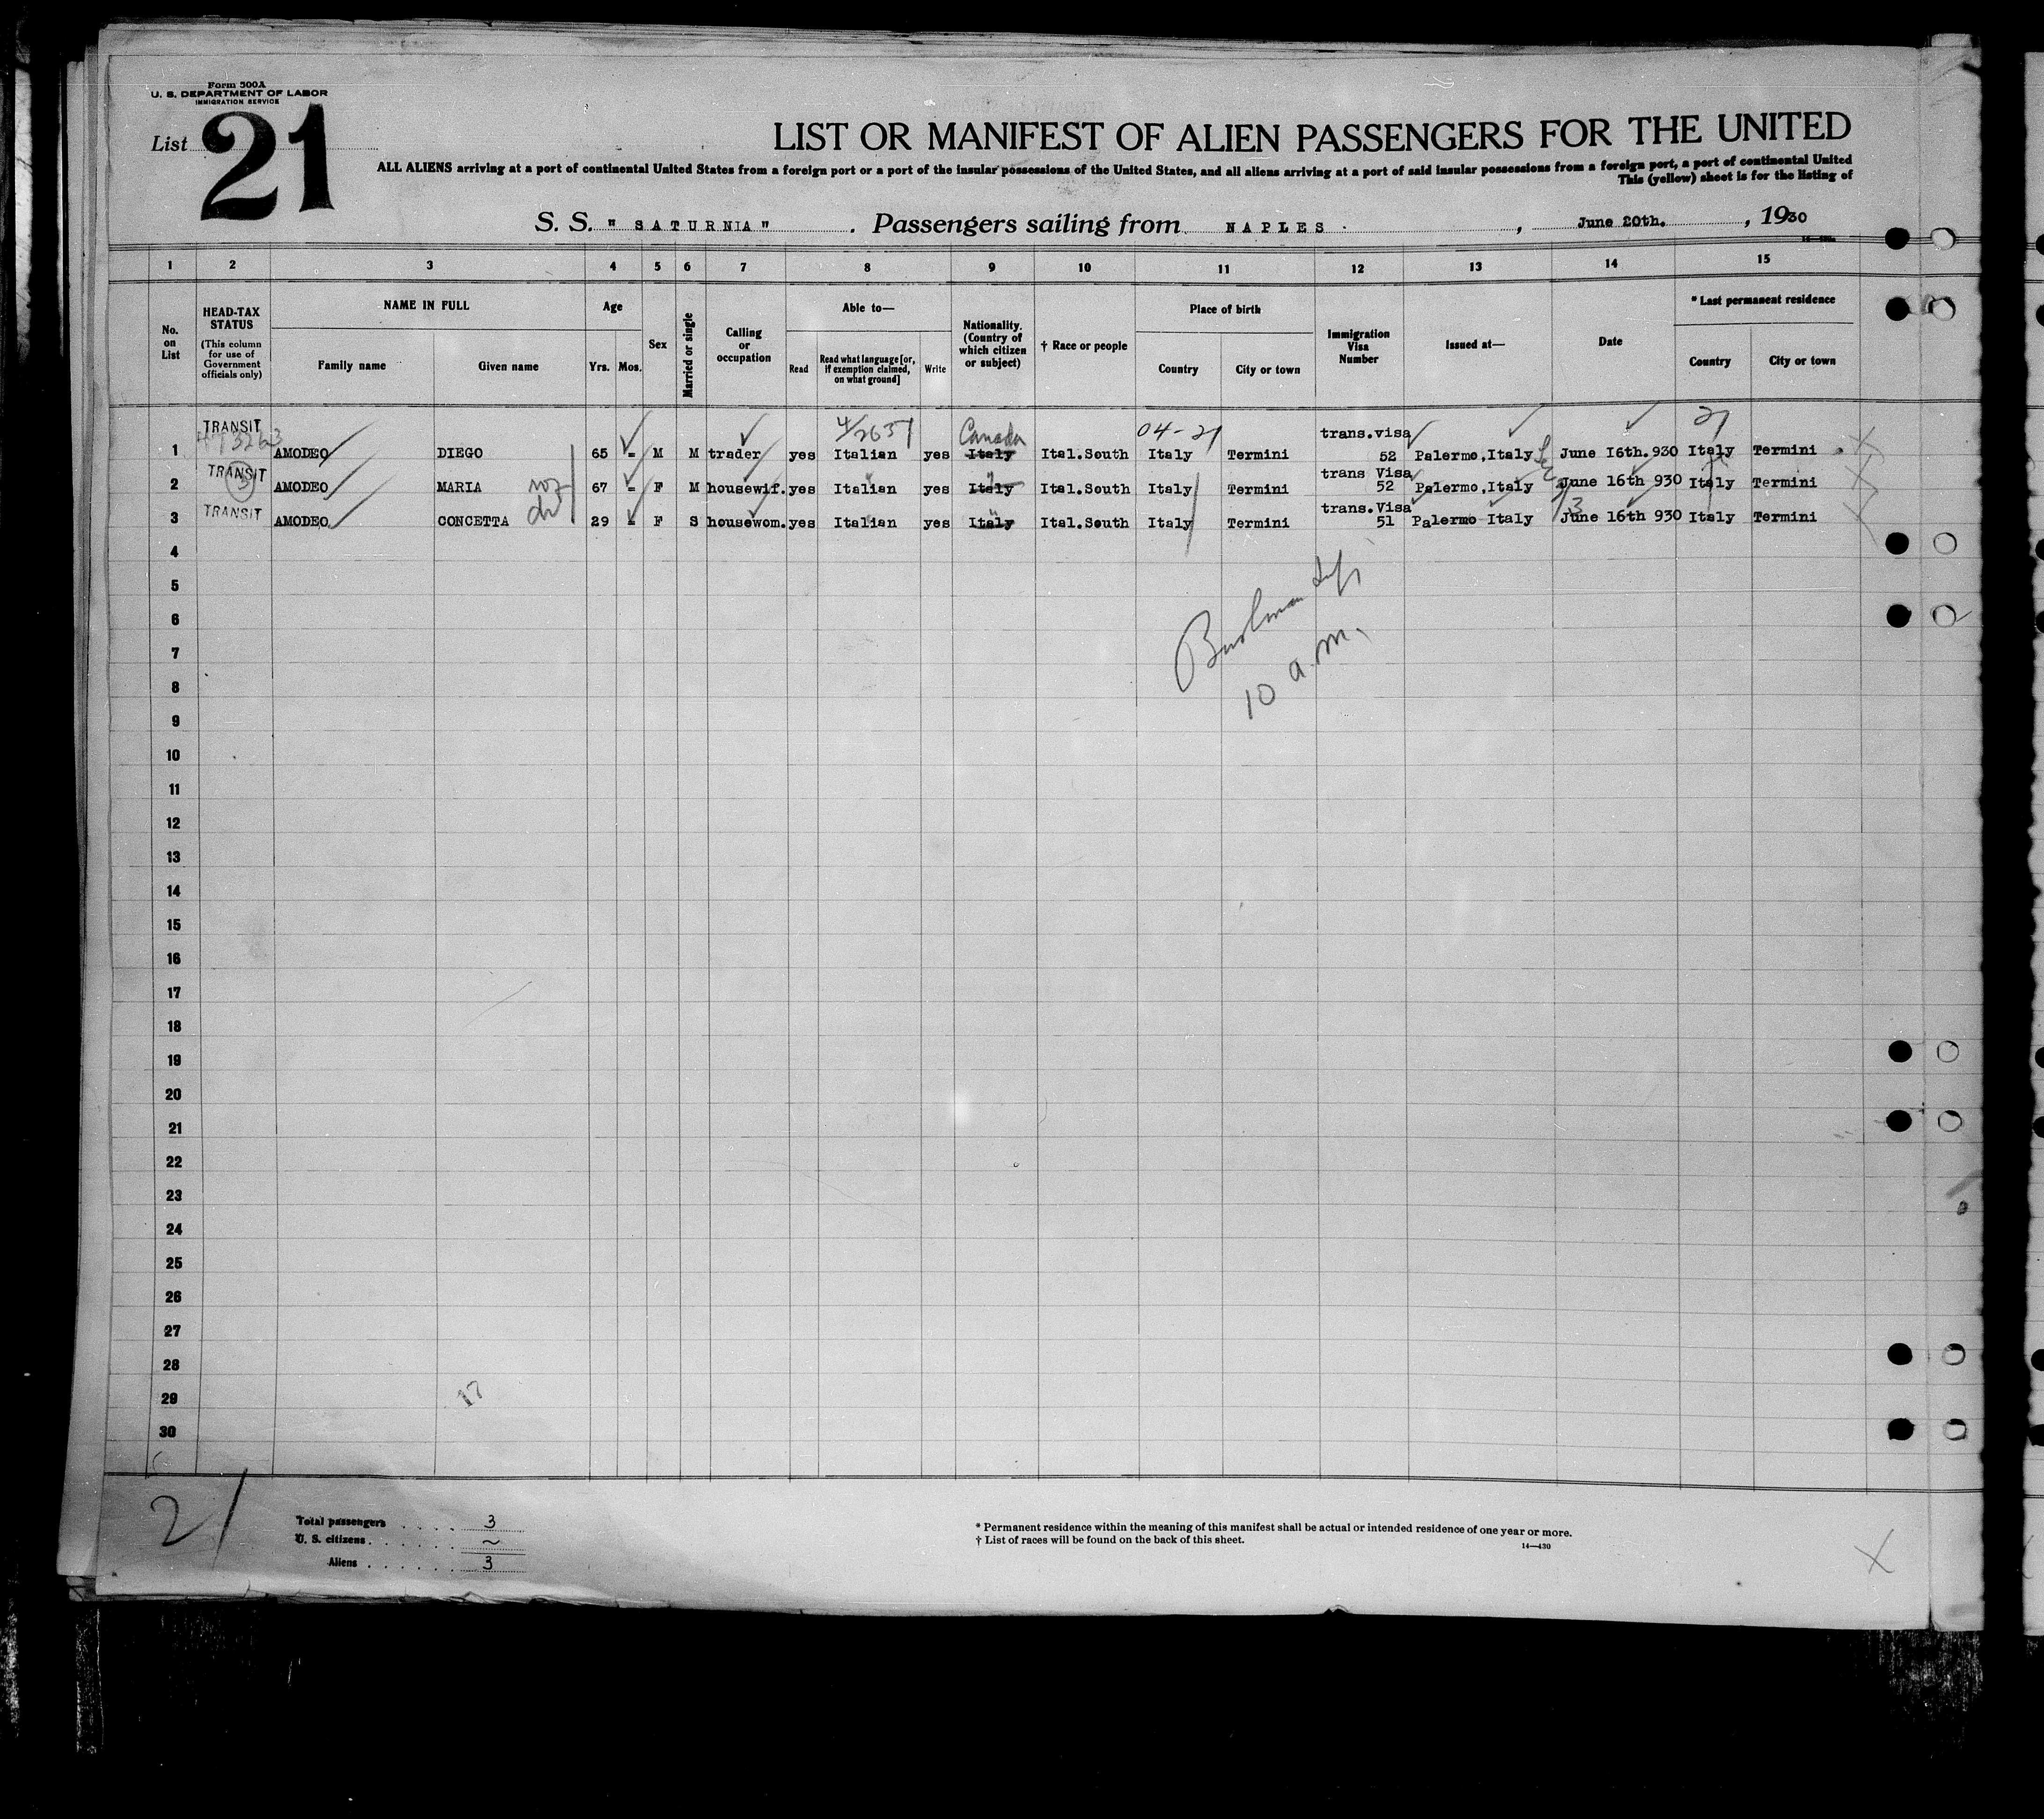 Form 500A
U. S. DEPARTMENT OF LABOR
IMMIGRATION SERVICE
List 21
LIST OR MANIFEST OF ALIEN PASSENGERS FOR THE UNITED
ALL ALIENS arriving at a port of continental United States from a foreign port or a port of the insular possessions of the United States, and all aliens arriving at a port of said insular possessions from a foreign port, a port of continental United
This (yellow) sheet is for the listing of
S. S. "SATURNIA". Passengers sailing from NAPLES, June 20th., 1930
1 2 3 4 5 6 7 8 9 10 11 12 13 14 15
No. on List
HEAD-TAX STATUS
(This column for use of Government officials only)
NAME IN FULL
Family name Given name
Age
Yrs. Mos.
Sex
Married or single
Calling or occupation
Able to—
Read Read what language [or, if exemption claimed, on what ground] Write
Nationality. (Country of which citizen or subject)
† Race or people
Place of birth
Country City or town
Immigration Visa Number
Issued at—
Date
* Last permanent residence
Country City or town
TRANSIT Canada 04-21 trans.visa 21
1 AMODEO DIEGO 65 - M M trader yes Italian yes Italy Ital.South Italy Termini 52 Palermo,Italy June 16th.930 Italy Termini
TRANSIT 3 trans Visa
2 AMODEO MARIA 67 - F M housewif. yes Italian yes Italy Ital.South Italy Termini 52 Palermo,Italy June 16th 930 Italy Termini
TRANSIT trans.Visa
3 AMODEO CONCETTA 29 - F S housewom. yes Italian yes Italy Ital.South Italy Termini 51 Palermo Italy June 16th 930 Italy Termini
4
5
6
7
10 a.m.
8
9
10
11
12
13
14
15
16
17
18
19
20
21
22
23
24
25
26
27
28
29
17
30
21
Total passengers . . . . . 3
U. S. citizens . . . . . . ~
Aliens . . . . . . 3
* Permanent residence within the meaning of this manifest shall be actual or intended residence of one year or more.
† List of races will be found on the back of this sheet.
14—430
X